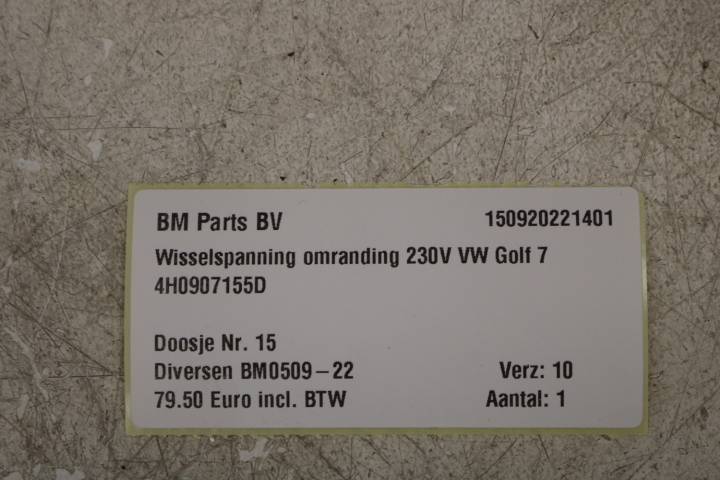 BM Parts BV 150920221401
Wisselspanning omranding 230V VW Golf 7
4H0907155D
Doosje Nr. 15
Diversen BM0509-22 Verz: 10
79.50 Euro incl. BTW Aantal: 1